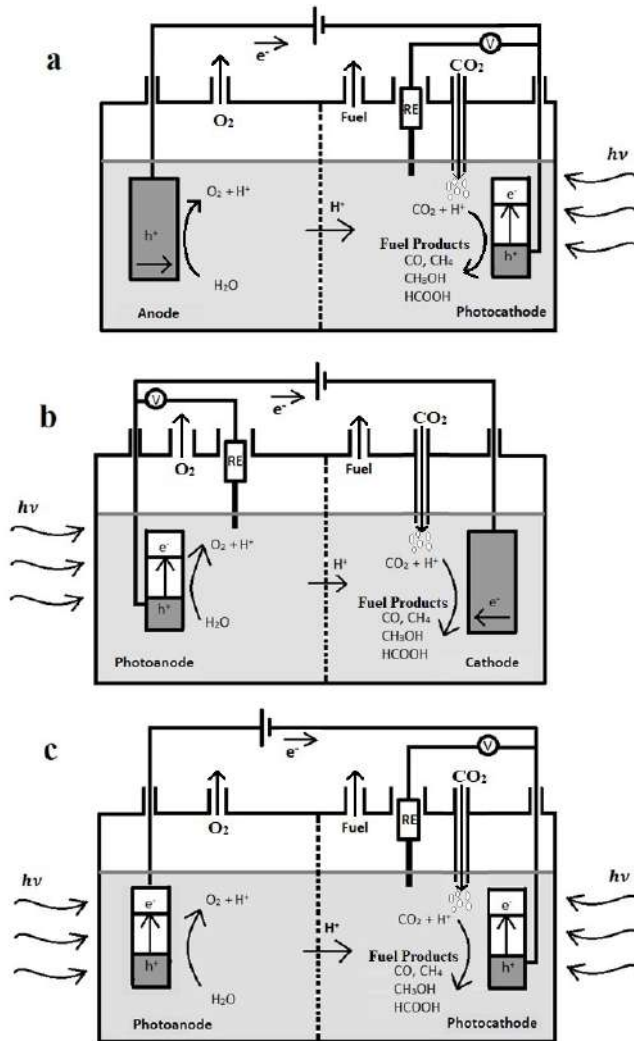 a
e-
V
O₂
Fuel
RE
CO₂
hν
O₂ + H⁺
h⁺
H₂O
H⁺
CO₂ + H⁺
Fuel Products
CO, CH₄
CH₃OH
HCOOH
e-
h⁺
Anode
Photocathode
b
V
e-
O₂
RE
Fuel
CO₂
hν
e-
h⁺
O₂ + H⁺
H₂O
H⁺
CO₂ + H⁺
Fuel Products
CO, CH₄
CH₃OH
HCOOH
e-
Photoanode
Cathode
c
e-
V
O₂
Fuel
RE
CO₂
hν
hν
e-
h⁺
O₂ + H⁺
H₂O
H⁺
CO₂ + H⁺
Fuel Products
CO, CH₄
CH₃OH
HCOOH
e-
h⁺
Photoanode
Photocathode